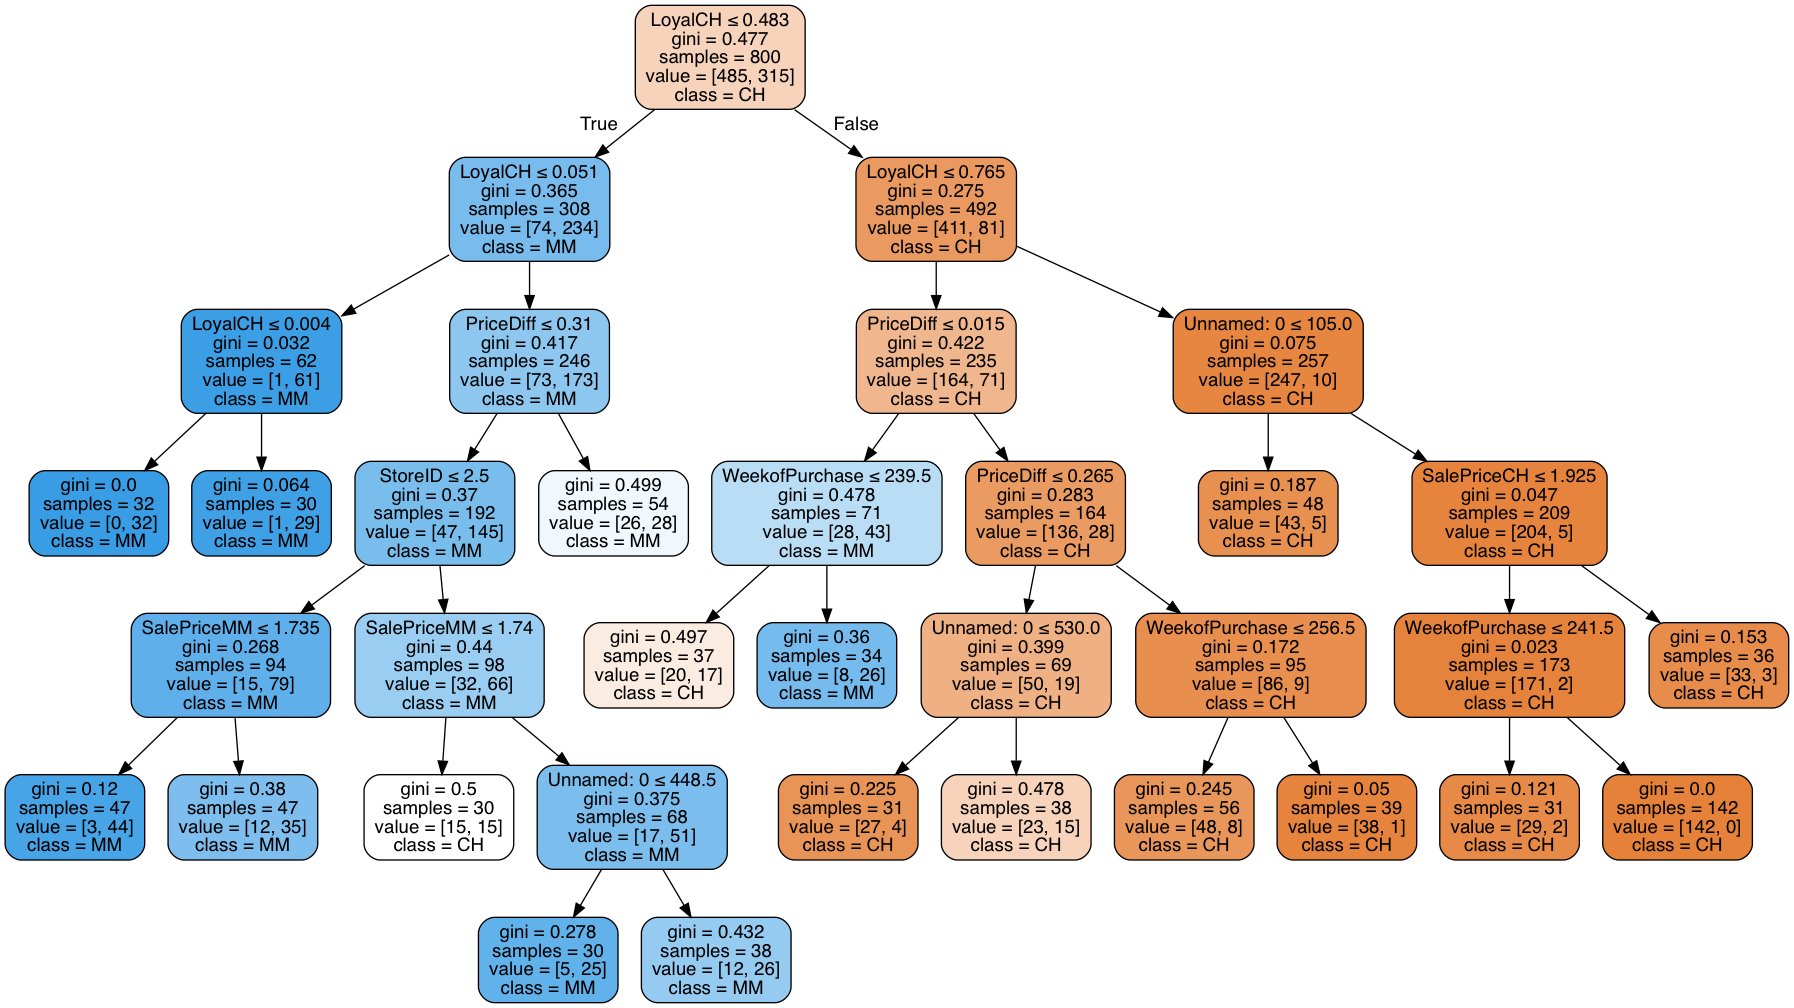 LoyalCH ≤ 0.483
gini = 0.477
samples = 800
value = [485, 315]
class = CH
True
False
LoyalCH ≤ 0.051
gini = 0.365
samples = 308
value = [74, 234]
class = MM
LoyalCH ≤ 0.765
gini = 0.275
samples = 492
value = [411, 81]
class = CH
LoyalCH ≤ 0.004
gini = 0.032
samples = 62
value = [1, 61]
class = MM
PriceDiff ≤ 0.31
gini = 0.417
samples = 246
value = [73, 173]
class = MM
PriceDiff ≤ 0.015
gini = 0.422
samples = 235
value = [164, 71]
class = CH
Unnamed: 0 ≤ 105.0
gini = 0.075
samples = 257
value = [247, 10]
class = CH
gini = 0.0
samples = 32
value = [0, 32]
class = MM
gini = 0.064
samples = 30
value = [1, 29]
class = MM
StoreID ≤ 2.5
gini = 0.37
samples = 192
value = [47, 145]
class = MM
gini = 0.499
samples = 54
value = [26, 28]
class = MM
WeekofPurchase ≤ 239.5
gini = 0.478
samples = 71
value = [28, 43]
class = MM
PriceDiff ≤ 0.265
gini = 0.283
samples = 164
value = [136, 28]
class = CH
gini = 0.187
samples = 48
value = [43, 5]
class = CH
SalePriceCH ≤ 1.925
gini = 0.047
samples = 209
value = [204, 5]
class = CH
SalePriceMM ≤ 1.735
gini = 0.268
samples = 94
value = [15, 79]
class = MM
SalePriceMM ≤ 1.74
gini = 0.44
samples = 98
value = [32, 66]
class = MM
gini = 0.497
samples = 37
value = [20, 17]
class = CH
gini = 0.36
samples = 34
value = [8, 26]
class = MM
Unnamed: 0 ≤ 530.0
gini = 0.399
samples = 69
value = [50, 19]
class = CH
WeekofPurchase ≤ 256.5
gini = 0.172
samples = 95
value = [86, 9]
class = CH
WeekofPurchase ≤ 241.5
gini = 0.023
samples = 173
value = [171, 2]
class = CH
gini = 0.153
samples = 36
value = [33, 3]
class = CH
gini = 0.12
samples = 47
value = [3, 44]
class = MM
gini = 0.38
samples = 47
value = [12, 35]
class = MM
gini = 0.5
samples = 30
value = [15, 15]
class = CH
Unnamed: 0 ≤ 448.5
gini = 0.375
samples = 68
value = [17, 51]
class = MM
gini = 0.225
samples = 31
value = [27, 4]
class = CH
gini = 0.478
samples = 38
value = [23, 15]
class = CH
gini = 0.245
samples = 56
value = [48, 8]
class = CH
gini = 0.05
samples = 39
value = [38, 1]
class = CH
gini = 0.121
samples = 31
value = [29, 2]
class = CH
gini = 0.0
samples = 142
value = [142, 0]
class = CH
gini = 0.278
samples = 30
value = [5, 25]
class = MM
gini = 0.432
samples = 38
value = [12, 26]
class = MM